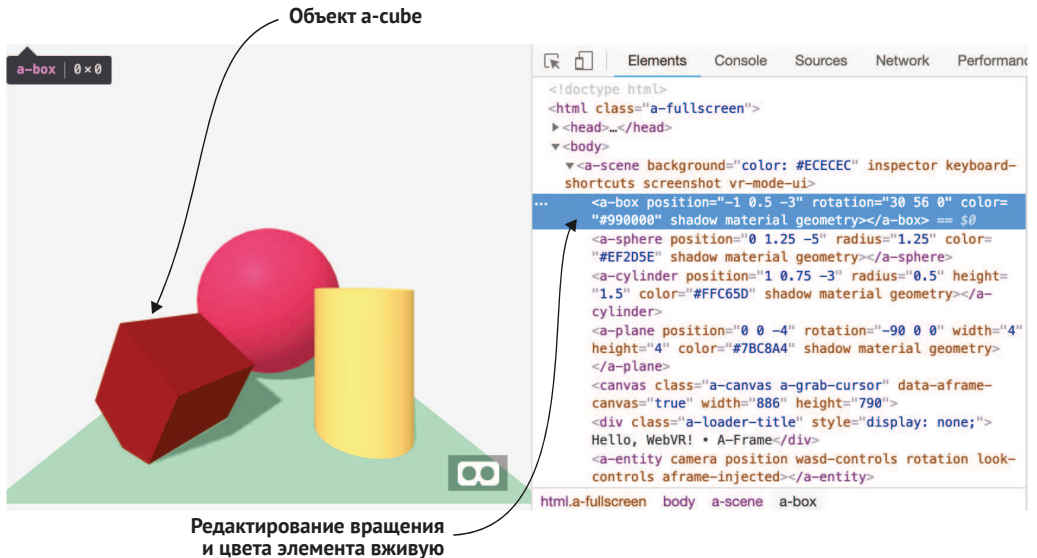 Объект a-cube
a-box | 0×0
Elements Console Sources Network Performanc
<!doctype html>
<html class="a-fullscreen">
▶<head>…</head>
▼<body>
▼<a-scene background="color: #ECECEC" inspector keyboard-
shortcuts screenshot vr-mode-ui>
... <a-box position="-1 0.5 -3" rotation="30 56 0" color=
"#990000" shadow material geometry></a-box> == $0
<a-sphere position="0 1.25 -5" radius="1.25" color=
"#EF2D5E" shadow material geometry></a-sphere>
<a-cylinder position="1 0.75 -3" radius="0.5" height=
"1.5" color="#FFC65D" shadow material geometry></a-
cylinder>
<a-plane position="0 0 -4" rotation="-90 0 0" width="4"
height="4" color="#7BC8A4" shadow material geometry>
</a-plane>
<canvas class="a-canvas a-grab-cursor" data-aframe-
canvas="true" width="886" height="790">
<div class="a-loader-title" style="display: none;">
Hello, WebVR! • A-Frame</div>
<a-entity camera position wasd-controls rotation look-
controls aframe-injected></a-entity>
html.a-fullscreen body a-scene a-box
Редактирование вращения
и цвета элемента вживую